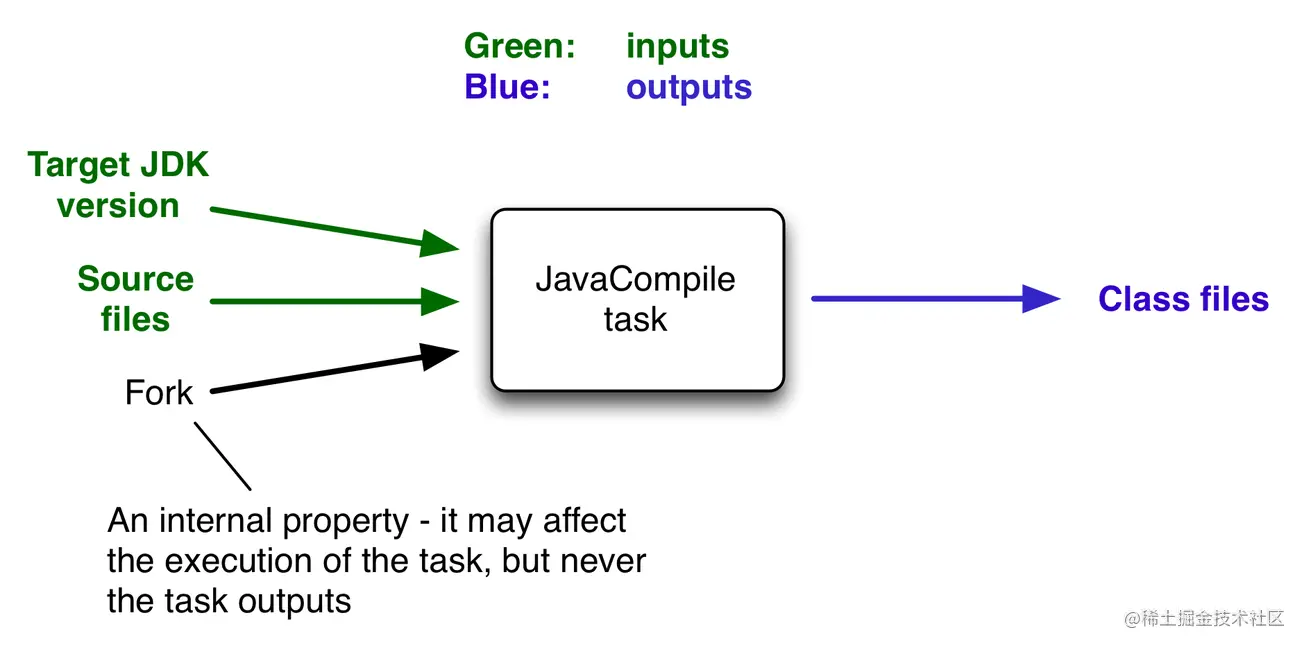 Green: inputs
Blue: outputs
Target JDK
version
Source
files
Fork
JavaCompile
task
Class files
An internal property - it may affect
the execution of the task, but never
the task outputs
@稀土掘金技术社区